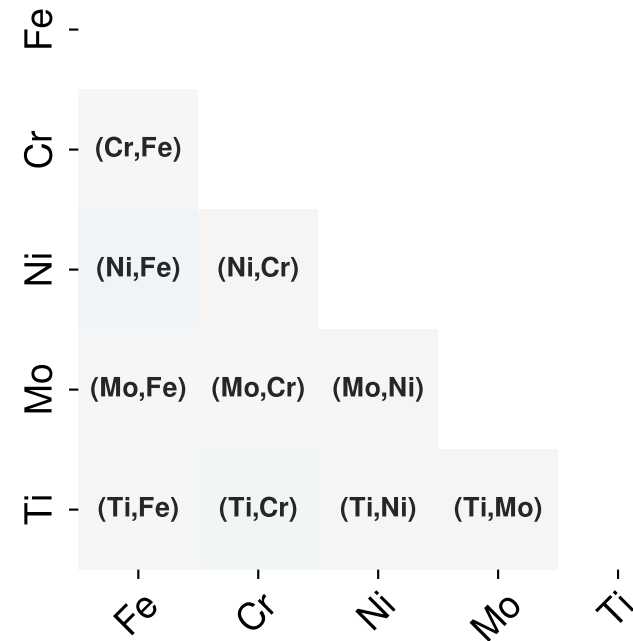 Fe
Cr (Cr,Fe)
Ni (Ni,Fe) (Ni,Cr)
Mo (Mo,Fe) (Mo,Cr) (Mo,Ni)
Ti (Ti,Fe) (Ti,Cr) (Ti,Ni) (Ti,Mo)
Fe Cr Ni Mo Ti